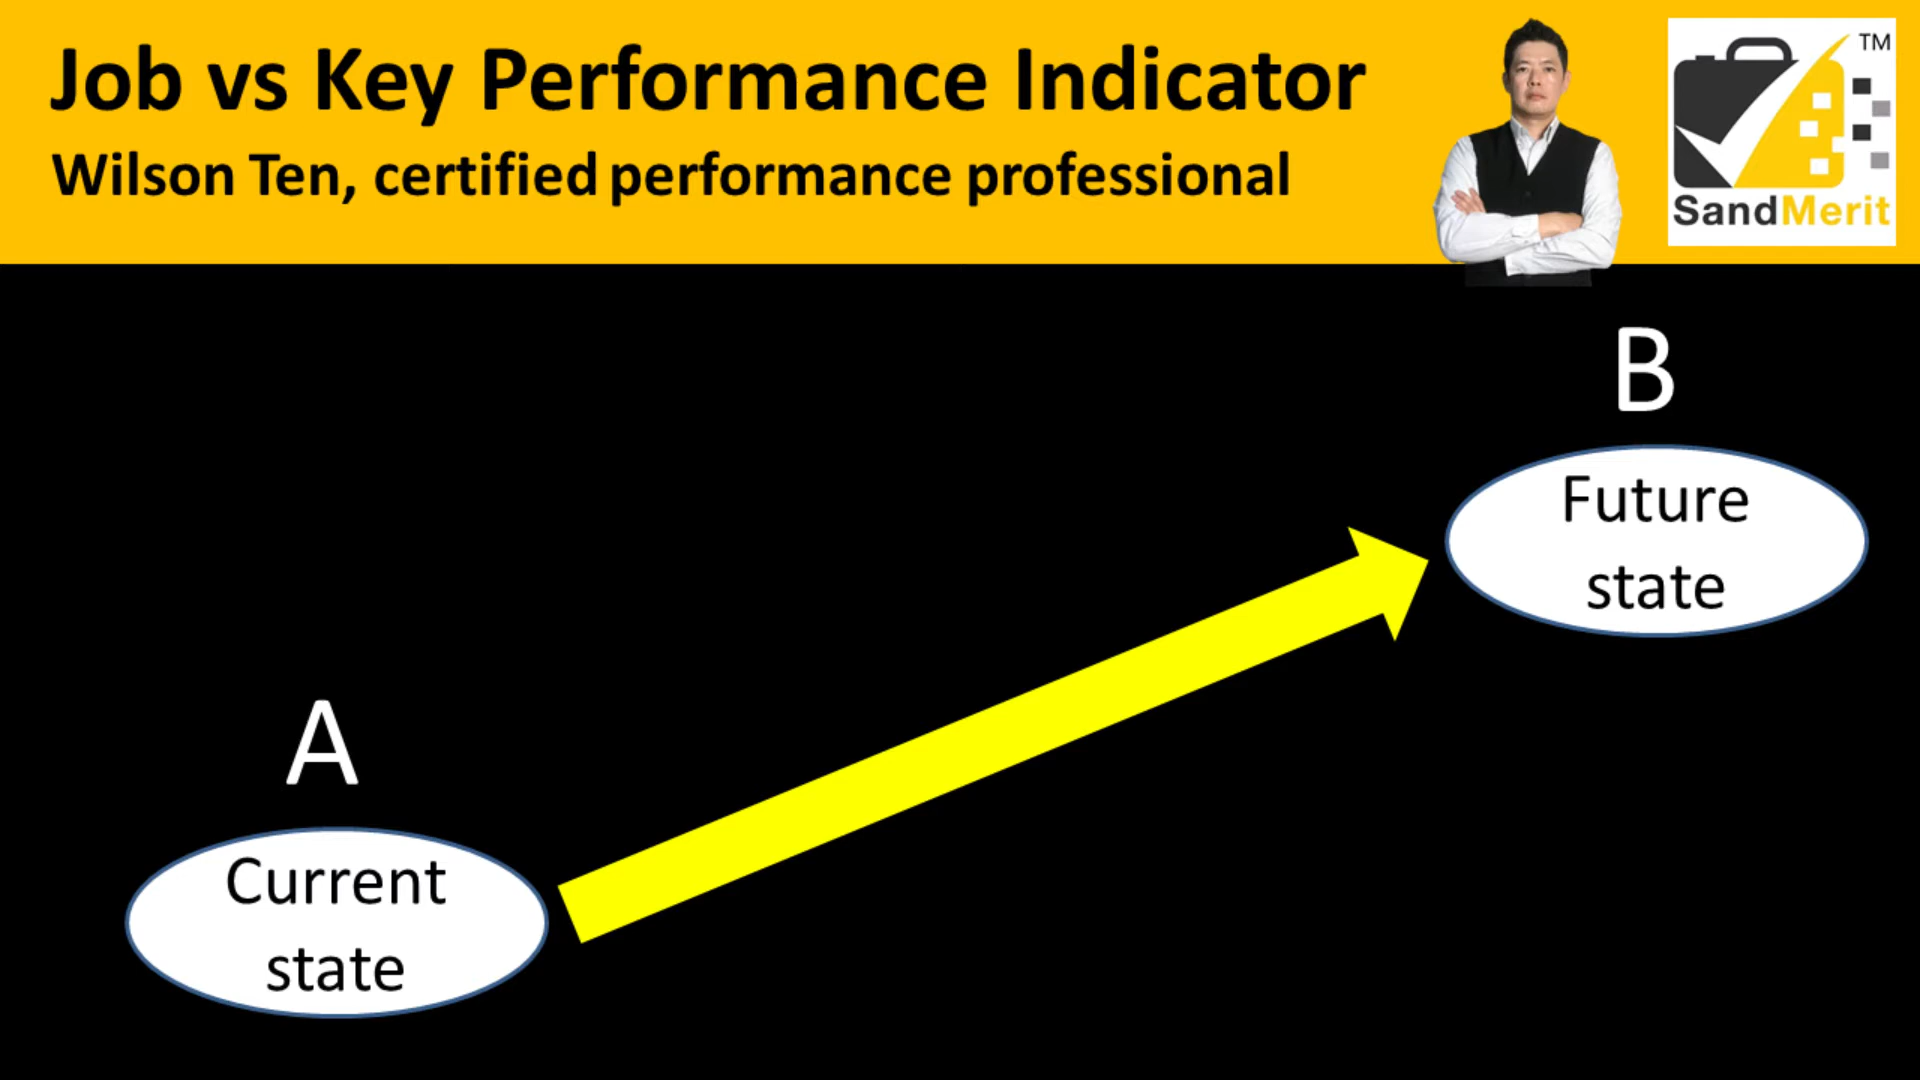 Job vs Key Performance Indicator
Wilson Ten, certified performance professional
TM
SandMerit
B
Future
state
A
Current
state